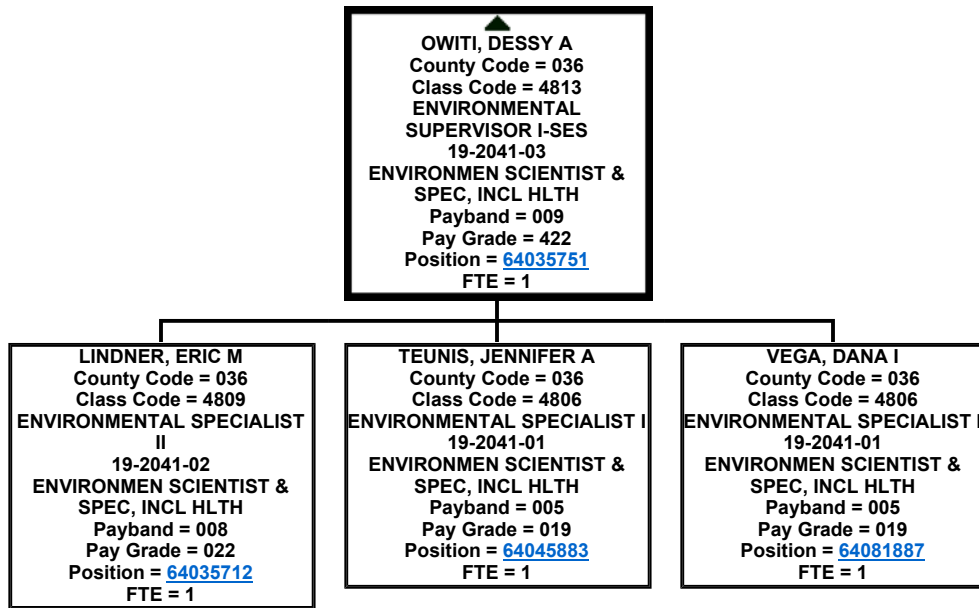 OWITI, DESSY A
County Code = 036
Class Code = 4813
ENVIRONMENTAL
SUPERVISOR I-SES
19-2041-03
ENVIRONMEN SCIENTIST &
SPEC, INCL HLTH
Payband = 009
Pay Grade = 422
Position = 64035751
FTE = 1
LINDNER, ERIC M
County Code = 036
Class Code = 4809
ENVIRONMENTAL SPECIALIST
II
19-2041-02
ENVIRONMEN SCIENTIST &
SPEC, INCL HLTH
Payband = 008
Pay Grade = 022
Position = 64035712
FTE = 1
TEUNIS, JENNIFER A
County Code = 036
Class Code = 4806
ENVIRONMENTAL SPECIALIST I
19-2041-01
ENVIRONMEN SCIENTIST &
SPEC, INCL HLTH
Payband = 005
Pay Grade = 019
Position = 64045883
FTE = 1
VEGA, DANA I
County Code = 036
Class Code = 4806
ENVIRONMENTAL SPECIALIST I
19-2041-01
ENVIRONMEN SCIENTIST &
SPEC, INCL HLTH
Payband = 005
Pay Grade = 019
Position = 64081887
FTE = 1